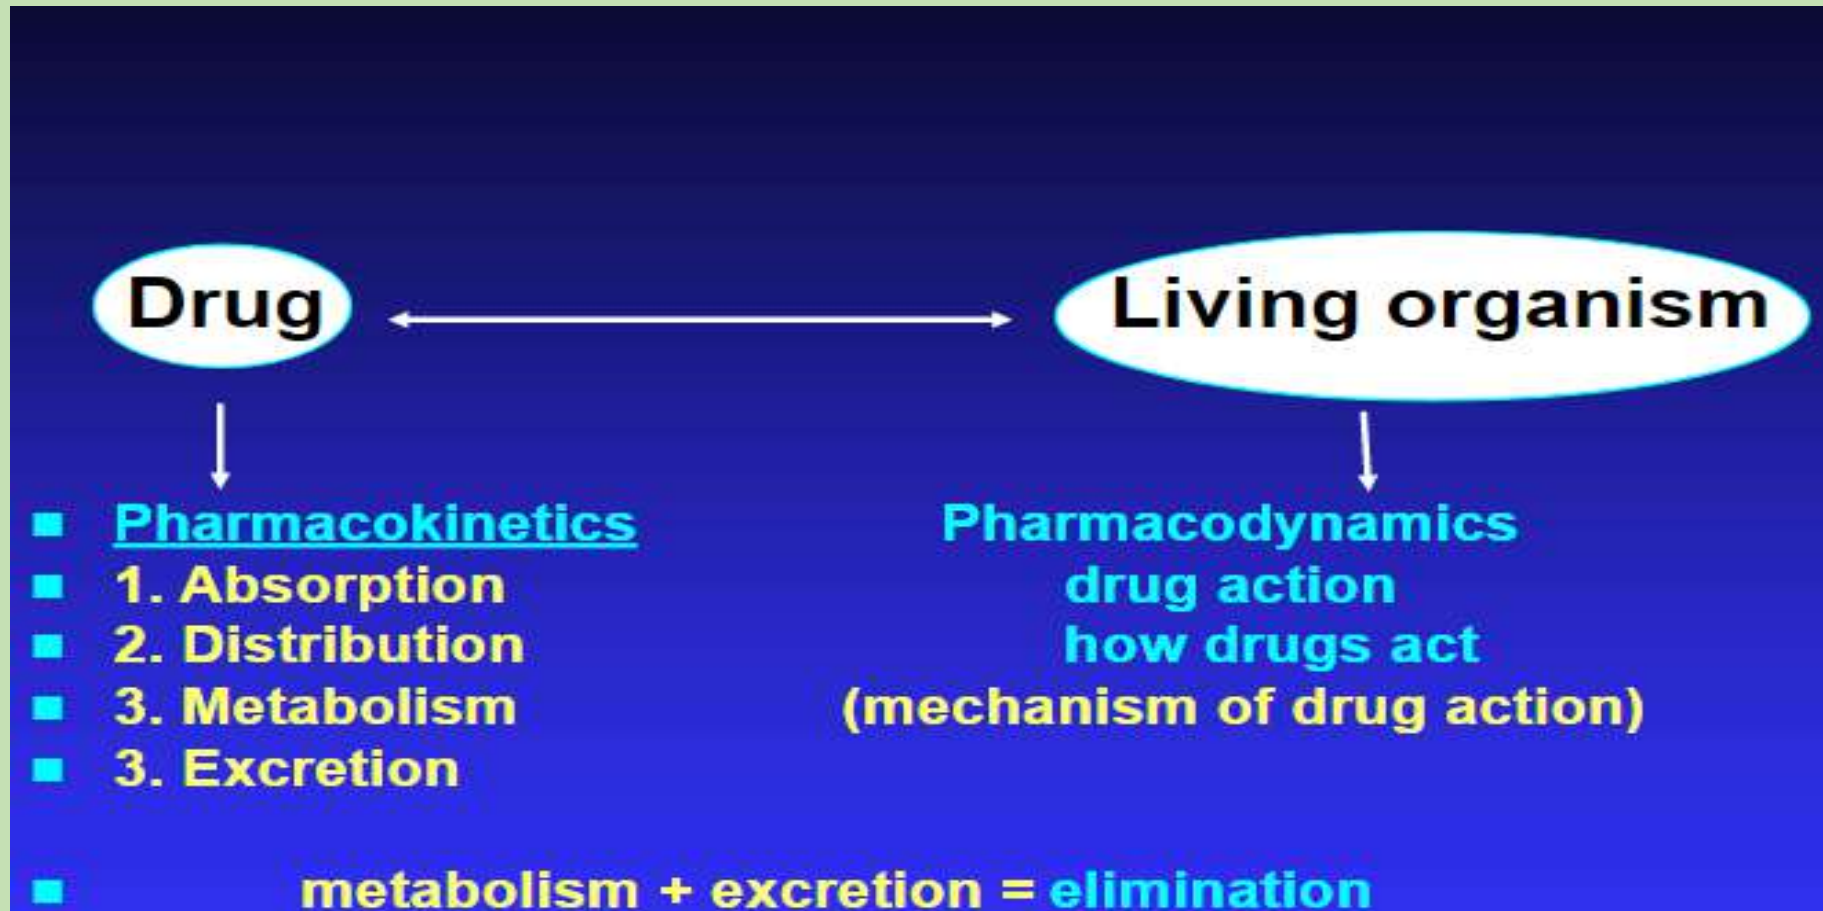 Drug
Living organism
Pharmacokinetics
1. Absorption
2. Distribution
3. Metabolism
3. Excretion
Pharmacodynamics
drug action
how drugs act
(mechanism of drug action)
metabolism + excretion = elimination